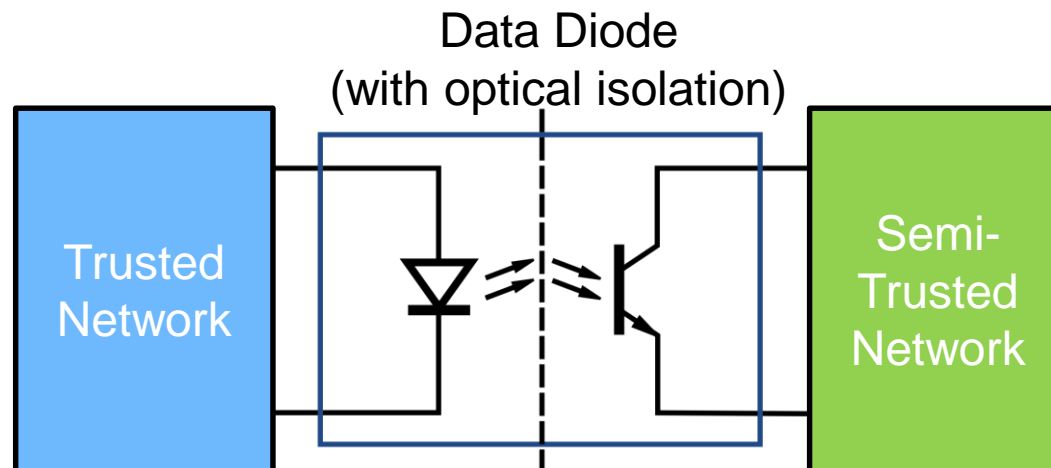 Data Diode
(with optical isolation)
Trusted
Network
Semi-
Trusted
Network